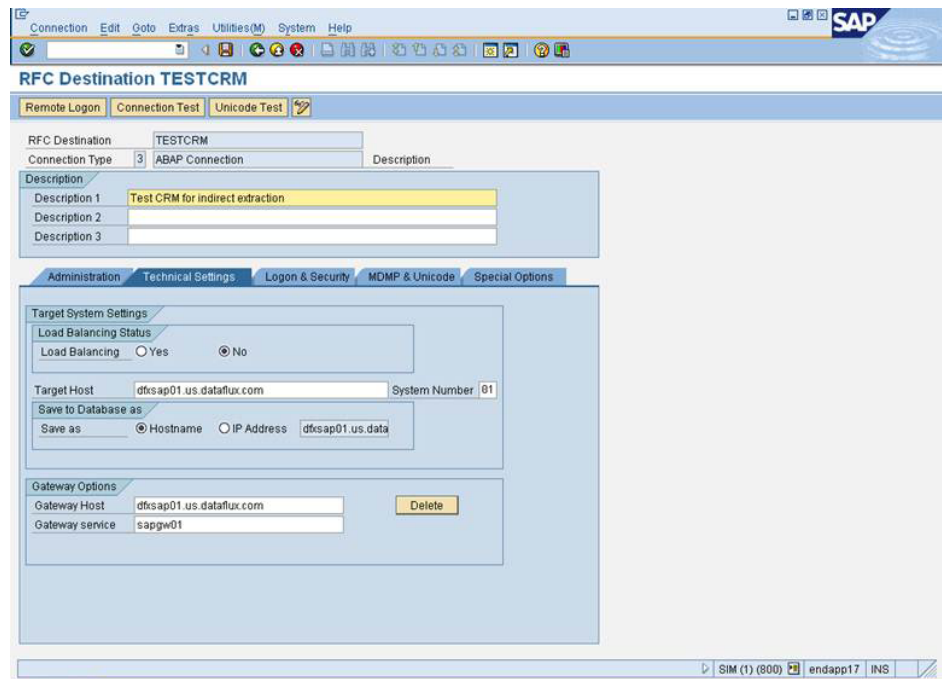 Connection Edit Goto Extras Utilities(M) System Help
SAP
RFC Destination TESTCRM
Remote Logon Connection Test Unicode Test
RFC Destination TESTCRM
Connection Type 3 ABAP Connection Description
Description
Description 1 Test CRM for indirect extraction
Description 2
Description 3
Administration Technical Settings Logon & Security MDMP & Unicode Special Options
Target System Settings
Load Balancing Status
Load Balancing Yes No
Target Host dfxsap01.us.dataflux.com System Number 01
Save to Database as
Save as Hostname IP Address dfxsap01.us.data
Gateway Options
Gateway Host dfxsap01.us.dataflux.com Delete
Gateway service sapgw01
SIM (1) (800) endapp17 INS